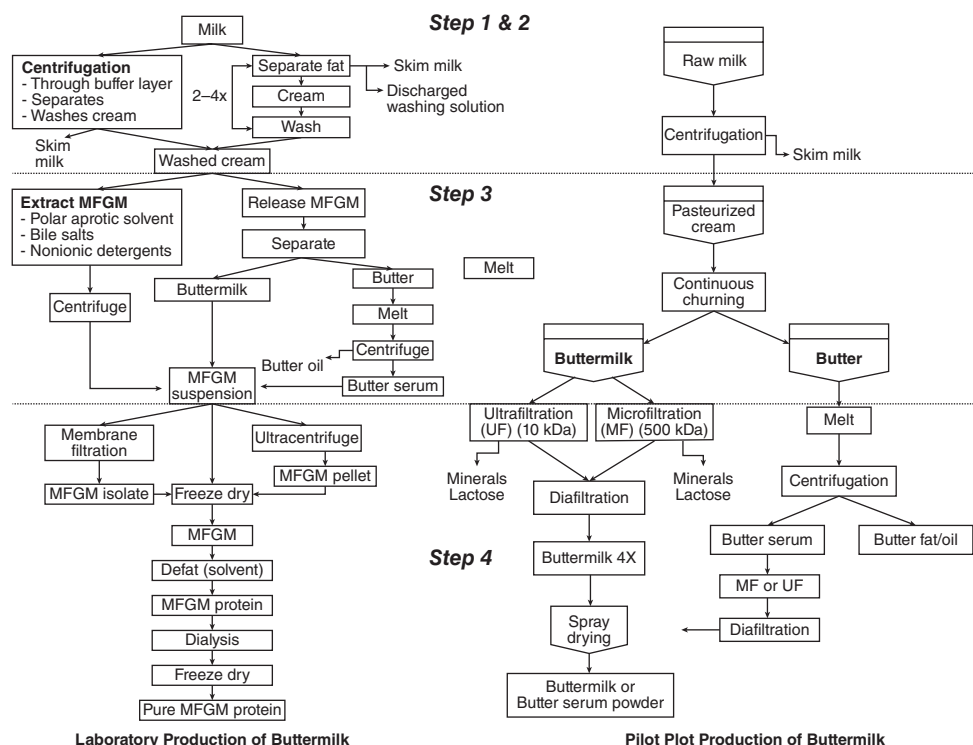 Step 1 & 2
Milk
Centrifugation
- Through buffer layer
- Separates
- Washes cream
Separate fat
Skim milk
Discharged
washing solution
2–4x
Cream
Wash
Skim
milk
Washed cream
Raw milk
Centrifugation
Skim milk
Step 3
Extract MFGM
- Polar aprotic solvent
- Bile salts
- Nonionic detergents
Release MFGM
Separate
Centrifuge
Buttermilk
Butter
Melt
Centrifuge
Butter oil
Butter serum
MFGM
suspension
Melt
Pasteurized
cream
Continuous
churning
Buttermilk
Butter
Membrane
filtration
Ultracentrifuge
MFGM isolate
Freeze dry
MFGM pellet
MFGM
Defat (solvent)
MFGM protein
Dialysis
Freeze dry
Pure MFGM protein
Step 4
Ultrafiltration
(UF) (10 kDa)
Microfiltration
(MF) (500 kDa)
Minerals
Lactose
Minerals
Lactose
Diafiltration
Buttermilk 4X
Spray
drying
Buttermilk or
Butter serum powder
Melt
Centrifugation
Butter serum
Butter fat/oil
MF or UF
Diafiltration
Laboratory Production of Buttermilk
Pilot Plot Production of Buttermilk